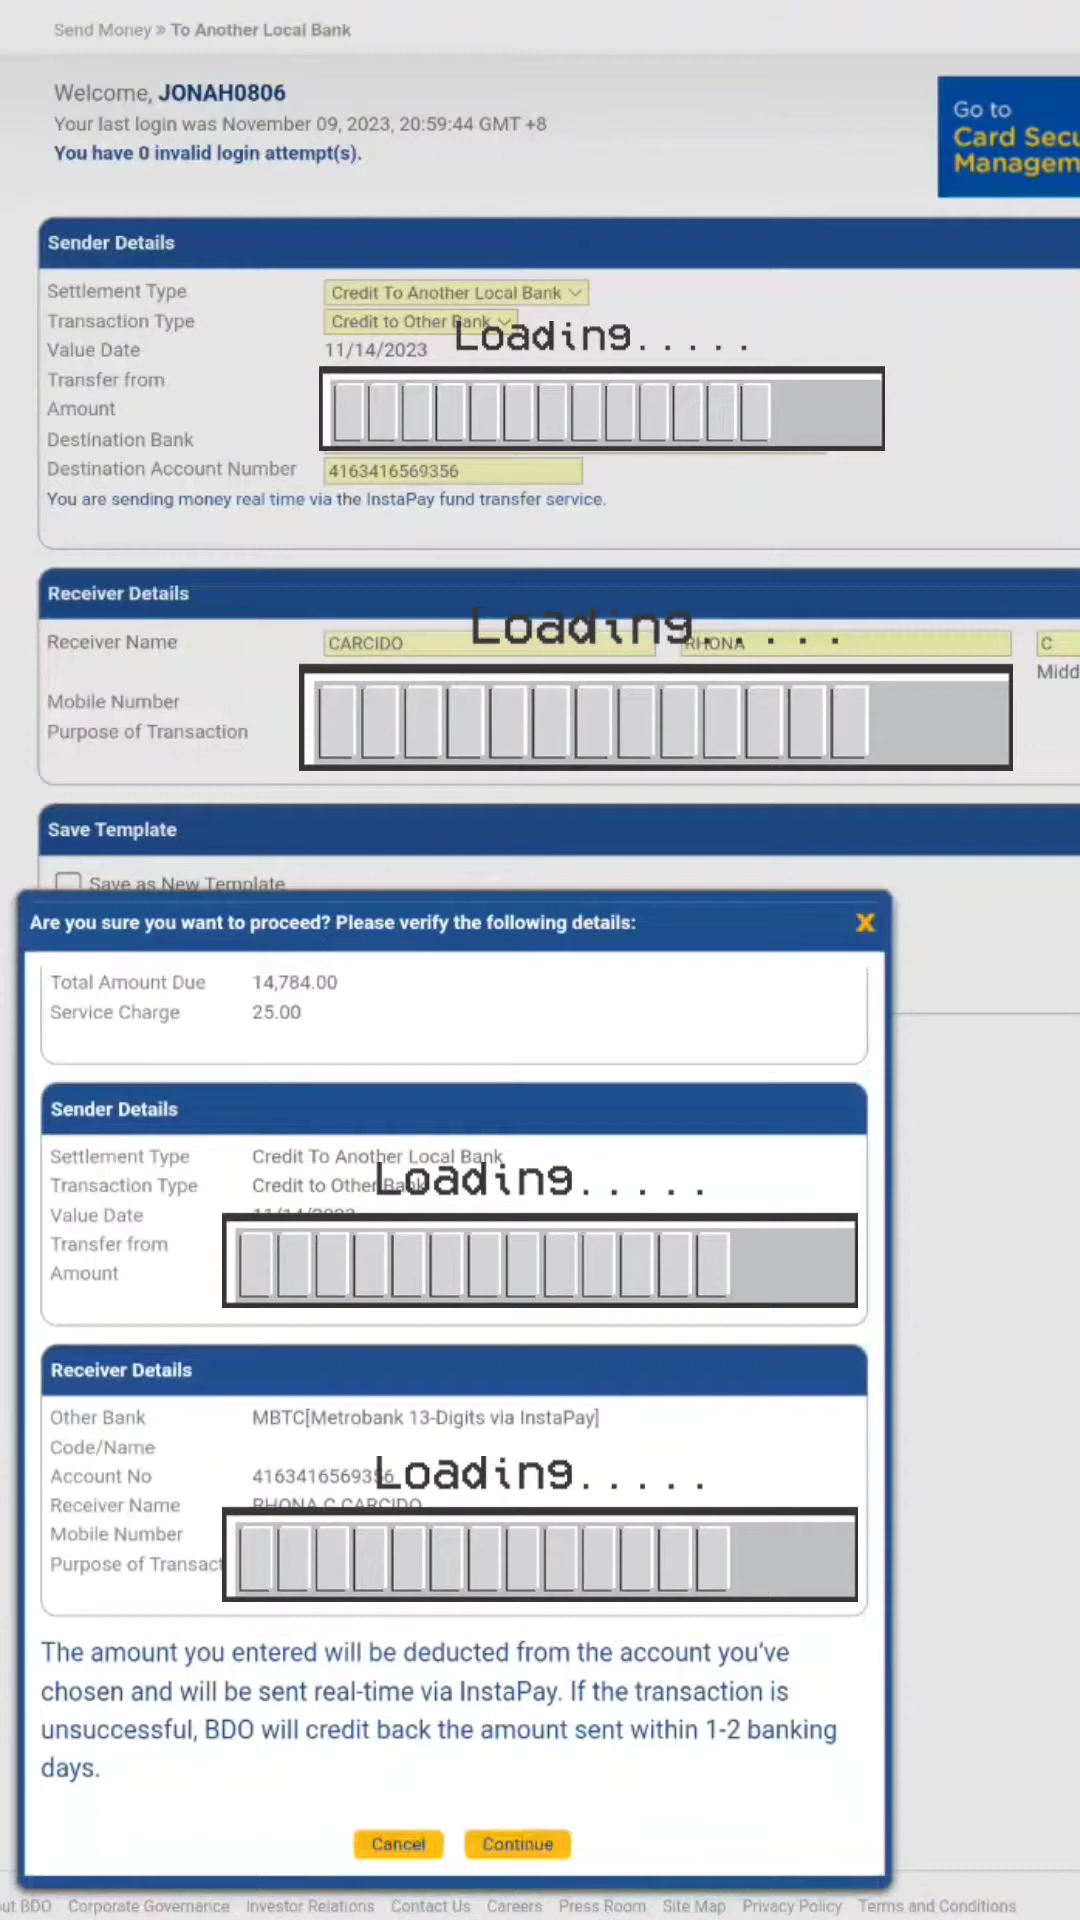 Send Money » To Another Local Bank
Welcome, JONAH0806
Your last login was November 09, 2023, 20:59:44 GMT +8
You have 0 invalid login attempt(s).
Go to
Card Secu
Managem
Sender Details
Settlement Type Credit To Another Local Bank
Transaction Type Credit to Other Bank
Loading.....
Value Date 11/14/2023
Transfer from
Amount
Destination Bank
Destination Account Number 4163416569356
You are sending money real time via the InstaPay fund transfer service.
Receiver Details
Loading.....
Receiver Name CARCIDO RHONA C
Midd
Mobile Number
Purpose of Transaction
Save Template
Save as New Template
Are you sure you want to proceed? Please verify the following details: X
Total Amount Due 14,784.00
Service Charge 25.00
Sender Details
Settlement Type Credit To Another Local Bank
Transaction Type Credit to Other Bank
Loading.....
Value Date 11/14/2023
Transfer from
Amount
Receiver Details
Other Bank MBTC[Metrobank 13-Digits via InstaPay]
Code/Name
Account No 4163416569356
Loading.....
Receiver Name RHONA C CARCIDO
Mobile Number
Purpose of Transact
The amount you entered will be deducted from the account you've
chosen and will be sent real-time via InstaPay. If the transaction is
unsuccessful, BDO will credit back the amount sent within 1-2 banking
days.
Cancel Continue
ut BDO Corporate Governance Investor Relations Contact Us Careers Press Room Site Map Privacy Policy Terms and Conditions